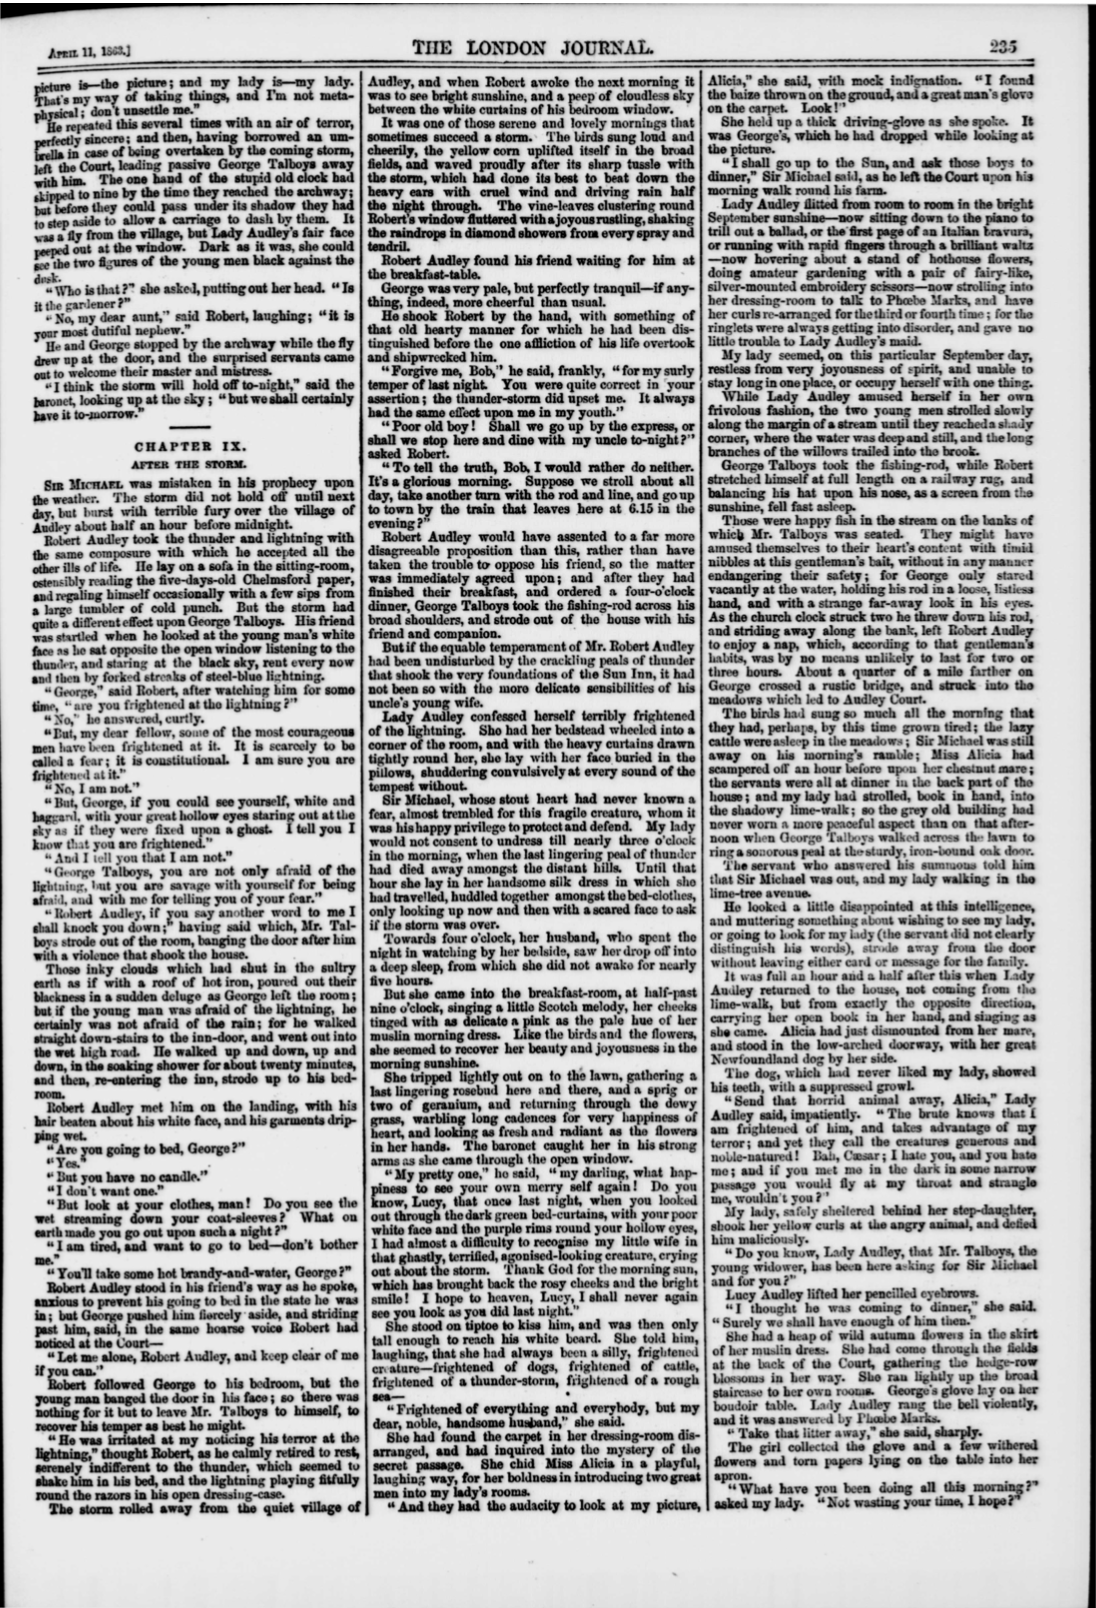 APRIL 11, 1863.]
THE LONDON JOURNAL.
235
picture is—the picture; and my lady is—my lady.
That's my way of taking things, and I'm not meta-
physical; don't unsettle me."
He repeated this several times with an air of terror,
perfectly sincere; and then, having borrowed an um-
brella in case of being overtaken by the coming storm,
left the Court, leading passive George Talboys away
with him. The one hand of the stupid old clock had
skipped to nine by the time they reached the archway;
but before they could pass under its shadow they had
to step aside to allow a carriage to dash by them. It
was a fly from the village, but Lady Audley's fair face
peeped out at the window. Dark as it was, she could
see the two figures of the young men black against the
dusk.
"Who is that?" she asked, putting out her head. "Is
it the gardener?"
"No, my dear aunt," said Robert, laughing; "it is
your most dutiful nephew."
He and George stopped by the archway while the fly
drew up at the door, and the surprised servants came
out to welcome their master and mistress.
"I think the storm will hold off to-night," said the
baronet, looking up at the sky; "but we shall certainly
have it to-morrow."
CHAPTER IX.
AFTER THE STORM.
SIR MICHAEL was mistaken in his prophecy upon
the weather. The storm did not hold off until next
day, but burst with terrible fury over the village of
Audley about half an hour before midnight.
Robert Audley took the thunder and lightning with
the same composure with which he accepted all the
other ills of life. He lay on a sofa in the sitting-room,
ostensibly reading the five-days-old Chelmsford paper,
and regaling himself occasionally with a few sips from
a large tumbler of cold punch. But the storm had
quite a different effect upon George Talboys. His friend
was startled when he looked at the young man's white
face as he sat opposite the open window listening to the
thunder, and staring at the black sky, rent every now
and then by forked streaks of steel-blue lightning.
"George," said Robert, after watching him for some
time, "are you frightened at the lightning?"
"No," he answered, curtly.
"But, my dear fellow, some of the most courageous
men have been frightened at it. It is scarcely to be
called a fear; it is constitutional. I am sure you are
frightened at it."
"No, I am not."
"But, George, if you could see yourself, white and
haggard, with your great hollow eyes staring out at the
sky as if they were fixed upon a ghost. I tell you I
know that you are frightened."
"And I tell you that I am not."
"George Talboys, you are not only afraid of the
lightning, but you are savage with yourself for being
afraid, and with me for telling you of your fear."
"Robert Audley, if you say another word to me I
shall knock you down;" having said which, Mr. Tal-
boys strode out of the room, banging the door after him
with a violence that shook the house.
Those inky clouds which had shut in the sultry
earth as if with a roof of hot iron, poured out their
blackness in a sudden deluge as George left the room;
but if the young man was afraid of the lightning, he
certainly was not afraid of the rain; for he walked
straight down-stairs to the inn-door, and went out into
the wet high road. He walked up and down, up and
down, in the soaking shower for about twenty minutes,
and then, re-entering the inn, strode up to his bed-
room.
Robert Audley met him on the landing, with his
hair beaten about his white face, and his garments drip-
ping wet.
"Are you going to bed, George?"
"Yes."
"But you have no candle."
"I don't want one."
"But look at your clothes, man! Do you see the
wet streaming down your coat-sleeves? What on
earth made you go out upon such a night?"
"I am tired, and want to go to bed—don't bother
me."
"You'll take some hot brandy-and-water, George?"
Robert Audley stood in his friend's way as he spoke,
anxious to prevent his going to bed in the state he was
in; but George pushed him fiercely aside, and striding
past him, said, in the same hoarse voice Robert had
noticed at the Court—
"Let me alone, Robert Audley, and keep clear of me
if you can."
Robert followed George to his bedroom, but the
young man banged the door in his face; so there was
nothing for it but to leave Mr. Talboys to himself, to
recover his temper as best he might.
"He was irritated at my noticing his terror at the
lightning," thought Robert, as he calmly retired to rest,
serenely indifferent to the thunder, which seemed to
shake him in his bed, and the lightning playing fitfully
round the razors in his open dressing-case.
The storm rolled away from the quiet village of
Audley, and when Robert awoke the next morning it
was to see bright sunshine, and a peep of cloudless sky
between the white curtains of his bedroom window.
It was one of those serene and lovely mornings that
sometimes succeed a storm. The birds sung loud and
cheerily, the yellow corn uplifted itself in the broad
fields, and waved proudly after its sharp tussle with
the storm, which had done its best to beat down the
heavy ears with cruel wind and driving rain half
the night through. The vine-leaves clustering round
Robert's window fluttered with a joyous rustling, shaking
the raindrops in diamond showers from every spray and
tendril.
Robert Audley found his friend waiting for him at
the breakfast-table.
George was very pale, but perfectly tranquil—if any-
thing, indeed, more cheerful than usual.
He shook Robert by the hand, with something of
that old hearty manner for which he had been dis-
tinguished before the one affliction of his life overtook
and shipwrecked him.
"Forgive me, Bob," he said, frankly, "for my surly
temper of last night. You were quite correct in your
assertion; the thunder-storm did upset me. It always
had the same effect upon me in my youth."
"Poor old boy! Shall we go up by the express, or
shall we stop here and dine with my uncle to-night?"
asked Robert.
"To tell the truth, Bob, I would rather do neither.
It's a glorious morning. Suppose we stroll about all
day, take another turn with the rod and line, and go up
to town by the train that leaves here at 6.15 in the
evening?"
Robert Audley would have assented to a far more
disagreeable proposition than this, rather than have
taken the trouble to oppose his friend, so the matter
was immediately agreed upon; and after they had
finished their breakfast, and ordered a four-o'clock
dinner, George Talboys took the fishing-rod across his
broad shoulders, and strode out of the house with his
friend and companion.
But if the equable temperament of Mr. Robert Audley
had been undisturbed by the crackling peals of thunder
that shook the very foundations of the Sun Inn, it had
not been so with the more delicate sensibilities of his
uncle's young wife.
Lady Audley confessed herself terribly frightened
of the lightning. She had her bedstead wheeled into a
corner of the room, and with the heavy curtains drawn
tightly round her, she lay with her face buried in the
pillows, shuddering convulsively at every sound of the
tempest without.
Sir Michael, whose stout heart had never known a
fear, almost trembled for this fragile creature, whom it
was his happy privilege to protect and defend. My lady
would not consent to undress till nearly three o'clock
in the morning, when the last lingering peal of thunder
had died away amongst the distant hills. Until that
hour she lay in her handsome silk dress in which she
had travelled, huddled together amongst the bed-clothes,
only looking up now and then with a scared face to ask
if the storm was over.
Towards four o'clock, her husband, who spent the
night in watching by her bedside, saw her drop off into
a deep sleep, from which she did not awake for nearly
five hours.
But she came into the breakfast-room, at half-past
nine o'clock, singing a little Scotch melody, her cheeks
tinged with as delicate a pink as the pale hue of her
muslin morning dress. Like the birds and the flowers,
she seemed to recover her beauty and joyousness in the
morning sunshine.
She tripped lightly out on to the lawn, gathering a
last lingering rosebud here and there, and a sprig or
two of geranium, and returning through the dewy
grass, warbling long cadences for very happiness of
heart, and looking as fresh and radiant as the flowers
in her hands. The baronet caught her in his strong
arms as she came through the open window.
"My pretty one," he said, "my darling, what hap-
piness to see your own merry self again! Do you
know, Lucy, that once last night, when you looked
out through the dark green bed-curtains, with your poor
white face and the purple rims round your hollow eyes,
I had almost a difficulty to recognise my little wife in
that ghastly, terrified, agonised-looking creature, crying
out about the storm. Thank God for the morning sun,
which has brought back the rosy cheeks and the bright
smile! I hope to heaven, Lucy, I shall never again
see you look as you did last night."
She stood on tiptoe to kiss him, and was then only
tall enough to reach his white beard. She told him,
laughing, that she had always been a silly, frightened
creature—frightened of dogs, frightened of cattle,
frightened of a thunder-storm, frightened of a rough
sea—
"Frightened of everything and everybody, but my
dear, noble, handsome husband," she said.
She had found the carpet in her dressing-room dis-
arranged, and had inquired into the mystery of the
secret passage. She chid Miss Alicia in a playful,
laughing way, for her boldness in introducing two great
men into my lady's rooms.
"And they had the audacity to look at my picture,
Alicia," she said, with mock indignation. "I found
the baize thrown on the ground, and a great man's glove
on the carpet. Look!"
She held up a thick driving-glove as she spoke. It
was George's, which he had dropped while looking at
the picture.
"I shall go up to the Sun, and ask those boys to
dinner," Sir Michael said, as he left the Court upon his
morning walk round his farm.
Lady Audley flitted from room to room in the bright
September sunshine—now sitting down to the piano to
trill out a ballad, or the first page of an Italian bravura,
or running with rapid fingers through a brilliant waltz
—now hovering about a stand of hothouse flowers,
doing amateur gardening with a pair of fairy-like,
silver-mounted embroidery scissors—now strolling into
her dressing-room to talk to Phœbe Marks, and have
her curls re-arranged for the third or fourth time; for the
ringlets were always getting into disorder, and gave no
little trouble to Lady Audley's maid.
My lady seemed, on this particular September day,
restless from very joyousness of spirit, and unable to
stay long in one place, or occupy herself with one thing.
While Lady Audley amused herself in her own
frivolous fashion, the two young men strolled slowly
along the margin of a stream until they reached a shady
corner, where the water was deep and still, and the long
branches of the willows trailed into the brook.
George Talboys took the fishing-rod, while Robert
stretched himself at full length on a railway rug, and
balancing his hat upon his nose, as a screen from the
sunshine, fell fast asleep.
Those were happy fish in the stream on the banks of
which Mr. Talboys was seated. They might have
amused themselves to their heart's content with timid
nibbles at this gentleman's bait, without in any manner
endangering their safety; for George only stared
vacantly at the water, holding his rod in a loose, listless
hand, and with a strange far-away look in his eyes.
As the church clock struck two he threw down his rod,
and striding away along the bank, left Robert Audley
to enjoy a nap, which, according to that gentleman's
habits, was by no means unlikely to last for two or
three hours. About a quarter of a mile farther on
George crossed a rustic bridge, and struck into the
meadows which led to Audley Court.
The birds had sung so much all the morning that
they had, perhaps, by this time grown tired; the lazy
cattle were asleep in the meadows; Sir Michael was still
away on his morning's ramble; Miss Alicia had
scampered off an hour before upon her chestnut mare;
the servants were all at dinner in the back part of the
house; and my lady had strolled, book in hand, into
the shadowy lime-walk; so the grey old building had
never worn a more peaceful aspect than on that after-
noon when George Talboys walked across the lawn to
ring a sonorous peal at the sturdy, iron-bound oak door.
The servant who answered his summons told him
that Sir Michael was out, and my lady walking in the
lime-tree avenue.
He looked a little disappointed at this intelligence,
and muttering something about wishing to see my lady,
or going to look for my lady (the servant did not clearly
distinguish his words), strode away from the door
without leaving either card or message for the family.
It was full an hour and a half after this when Lady
Audley returned to the house, not coming from the
lime-walk, but from exactly the opposite direction,
carrying her open book in her hand, and singing as
she came. Alicia had just dismounted from her mare,
and stood in the low-arched doorway, with her great
Newfoundland dog by her side.
The dog, which had never liked my lady, showed
his teeth, with a suppressed growl.
"Send that horrid animal away, Alicia," Lady
Audley said, impatiently. "The brute knows that I
am frightened of him, and takes advantage of my
terror; and yet they call the creatures generous and
noble-natured! Bah, Cæsar; I hate you, and you hate
me; and if you met me in the dark in some narrow
passage you would fly at my throat and strangle
me, wouldn't you?"
My lady, safely sheltered behind her step-daughter,
shook her yellow curls at the angry animal, and defied
him maliciously.
"Do you know, Lady Audley, that Mr. Talboys, the
young widower, has been here asking for Sir Michael
and for you?"
Lucy Audley lifted her pencilled eyebrows.
"I thought he was coming to dinner," she said.
"Surely we shall have enough of him then."
She had a heap of wild autumn flowers in the skirt
of her muslin dress. She had come through the fields
at the back of the Court, gathering the hedge-row
blossoms in her way. She ran lightly up the broad
staircase to her own rooms. George's glove lay on her
boudoir table. Lady Audley rang the bell violently,
and it was answered by Phœbe Marks.
"Take that litter away," she said, sharply.
The girl collected the glove and a few withered
flowers and torn papers lying on the table into her
apron.
"What have you been doing all this morning?"
asked my lady. "Not wasting your time, I hope?"